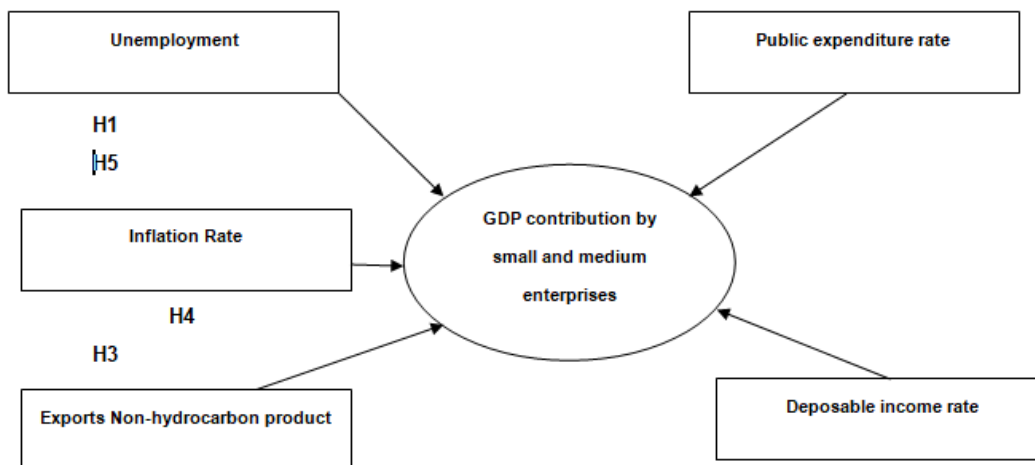 Unemployment
Public expenditure rate
H1
H5
GDP contribution by
small and medium
enterprises
Inflation Rate
H4
H3
Exports Non-hydrocarbon product
Deposable income rate